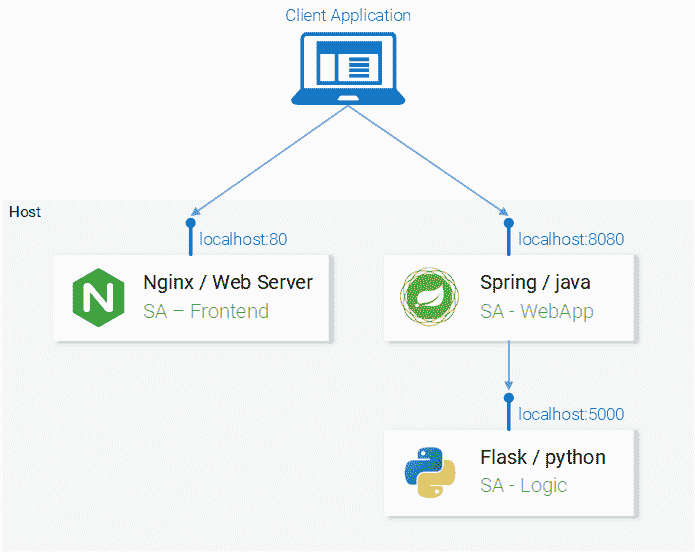 Client Application
Host
localhost:80
localhost:8080
Nginx / Web Server
SA – Frontend
Spring / java
SA - WebApp
localhost:5000
Flask / python
SA - Logic